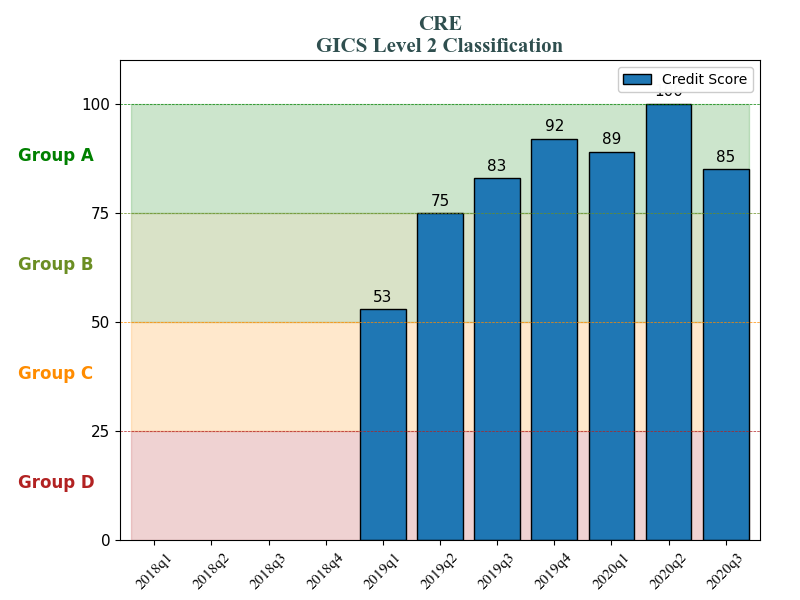 CRE
GICS Level 2 Classification
Credit Score
100
100
Group A
92
89
85
83
75
75
Group B
53
50
Group C
25
Group D
0
2018q1 2018q2 2018q3 2018q4 2019q1 2019q2 2019q3 2019q4 2020q1 2020q2 2020q3